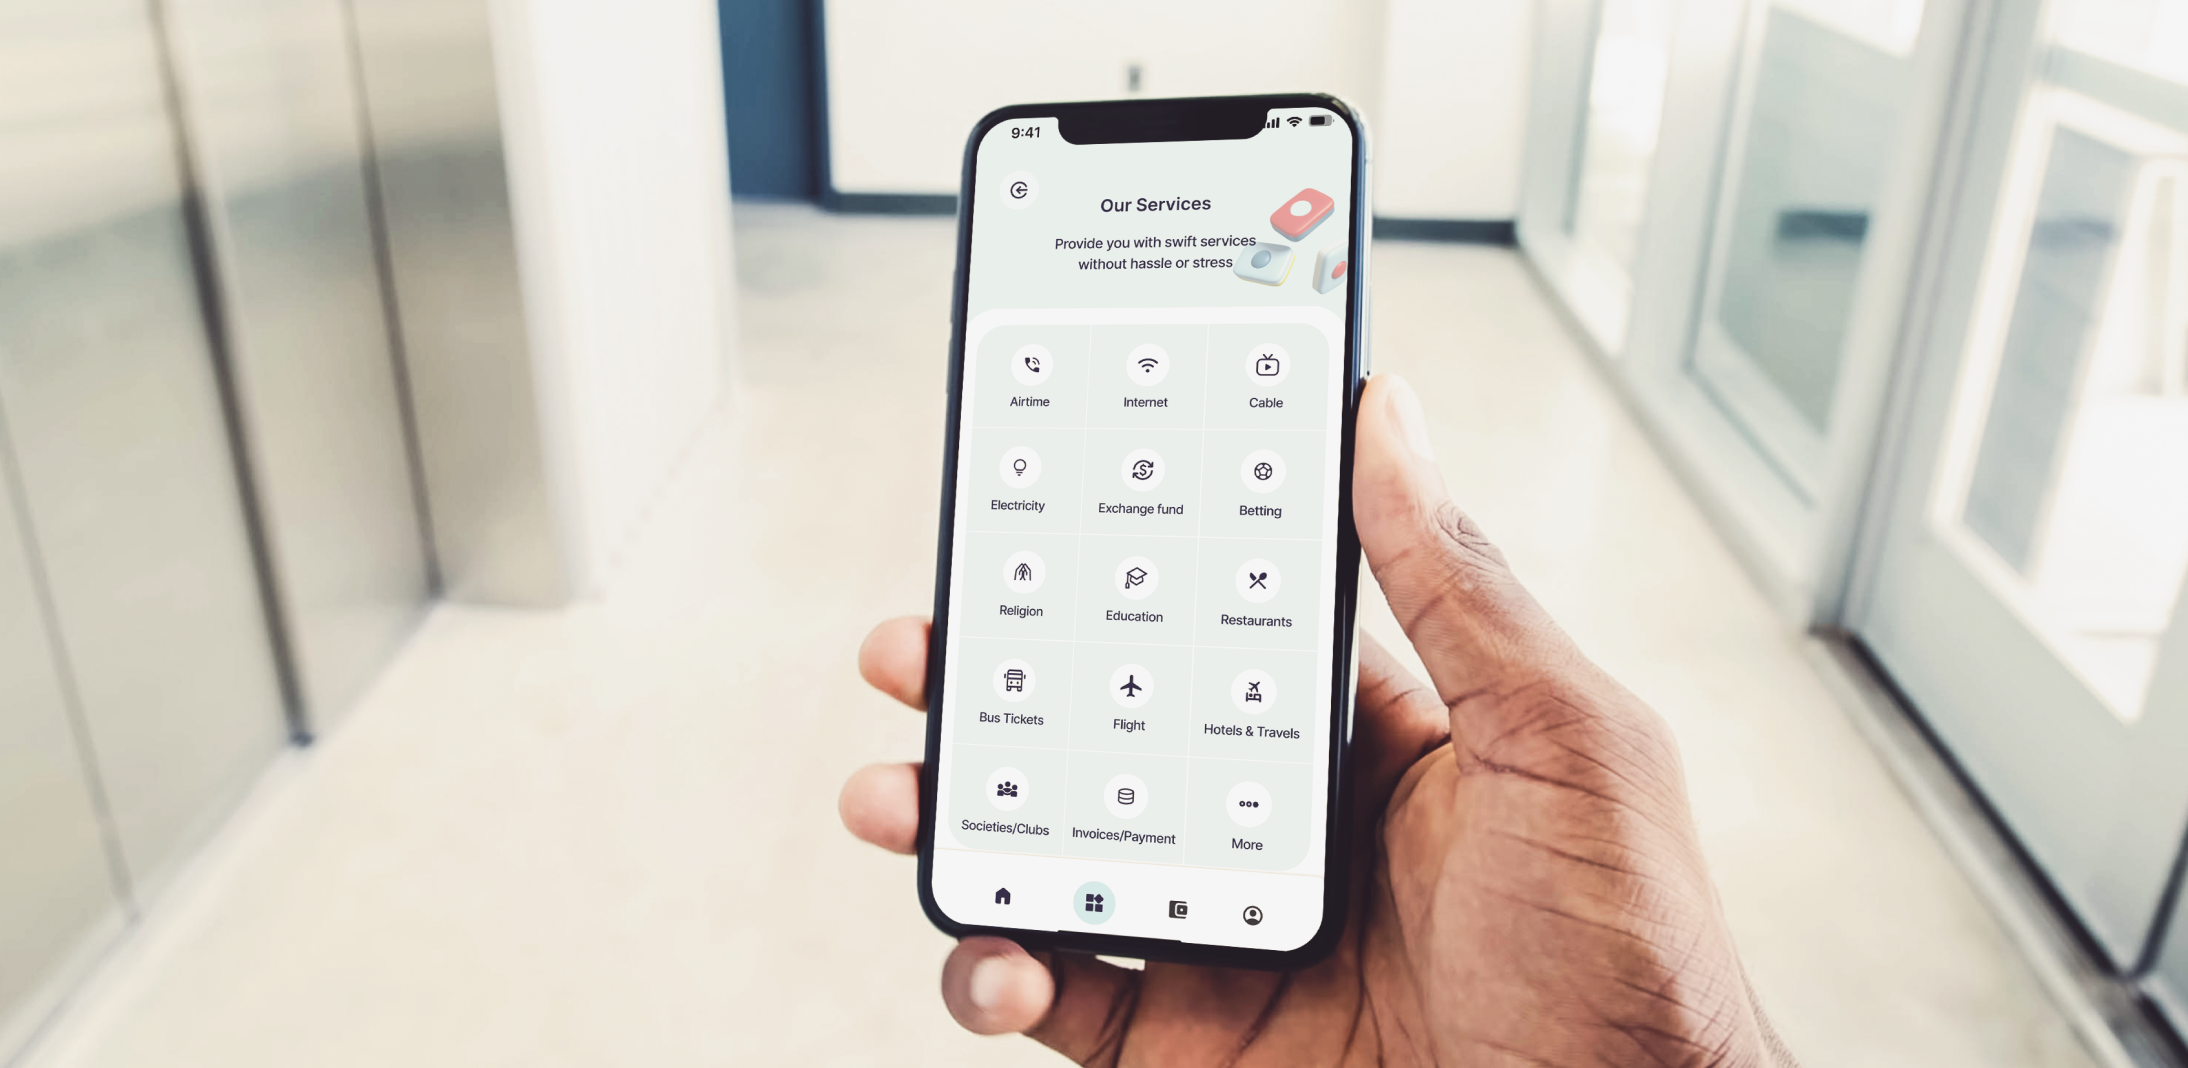 9:41
Our Services
Provide you with swift services
without hassle or stress
Airtime
Internet
Cable
Electricity
Exchange fund
Betting
Religion
Education
Restaurants
Bus Tickets
Flight
Hotels & Travels
Societies/Clubs
Invoices/Payment
More